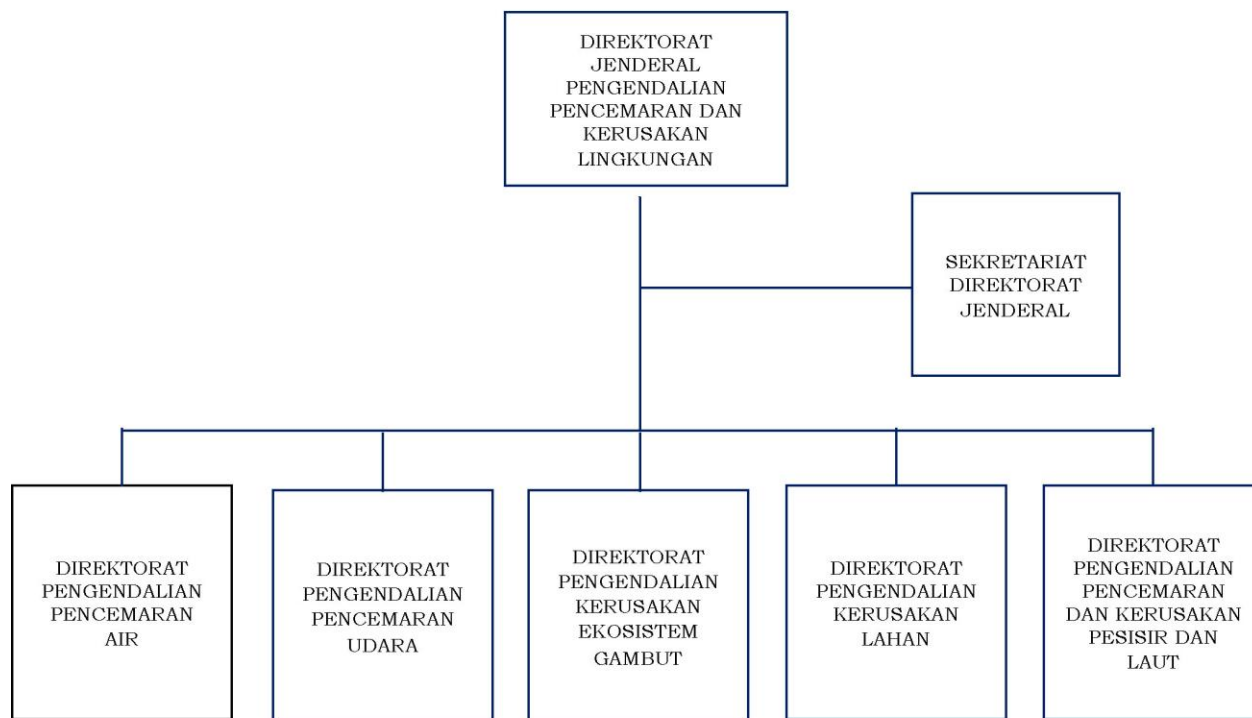 DIREKTORAT
JENDERAL
PENGENDALIAN
PENCEMARAN DAN
KERUSAKAN
LINGKUNGAN
SEKRETARIAT
DIREKTORAT
JENDERAL
DIREKTORAT
PENGENDALIAN
PENCEMARAN
AIR
DIREKTORAT
PENGENDALIAN
PENCEMARAN
UDARA
DIREKTORAT
PENGENDALIAN
KERUSAKAN
EKOSISTEM
GAMBUT
DIREKTORAT
PENGENDALIAN
KERUSAKAN
LAHAN
DIREKTORAT
PENGENDALIAN
PENCEMARAN
DAN KERUSAKAN
PESISIR DAN
LAUT